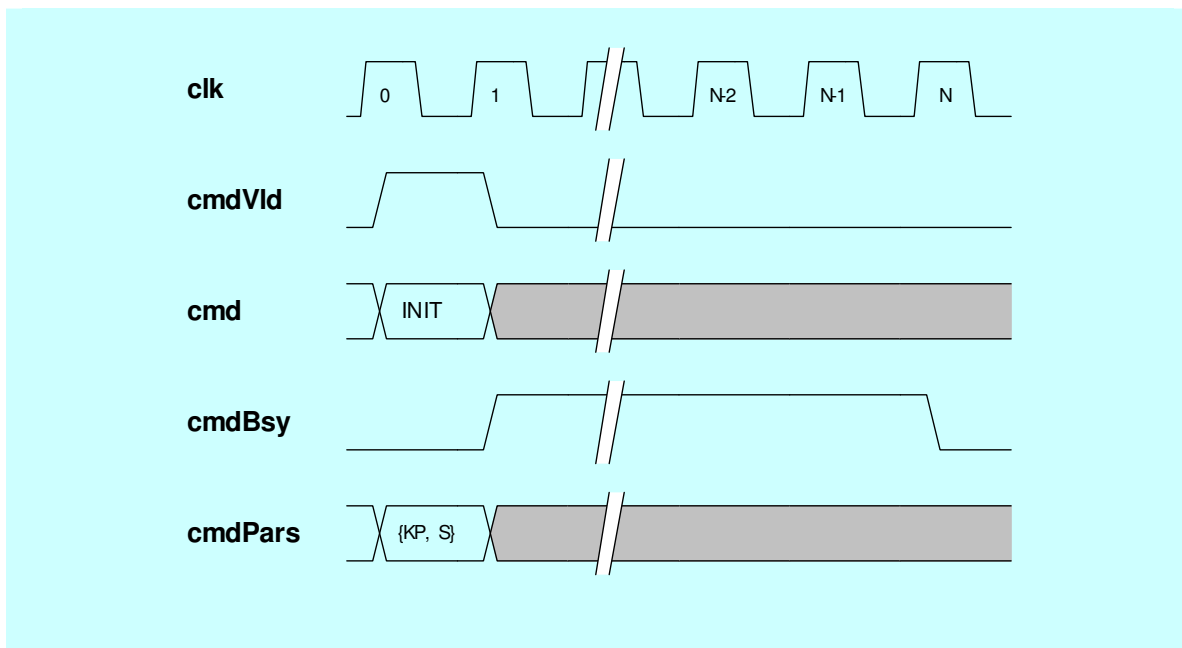 clk 0 1 N-2 N-1 N
cmdVld
cmd INIT
cmdBsy
cmdPars {KP, S}